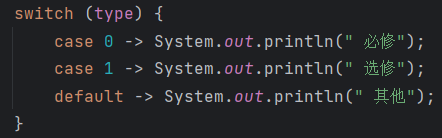 switch (type) {
    case 0 -> System.out.println(" 必修");
    case 1 -> System.out.println(" 选修");
    default -> System.out.println(" 其他");
}